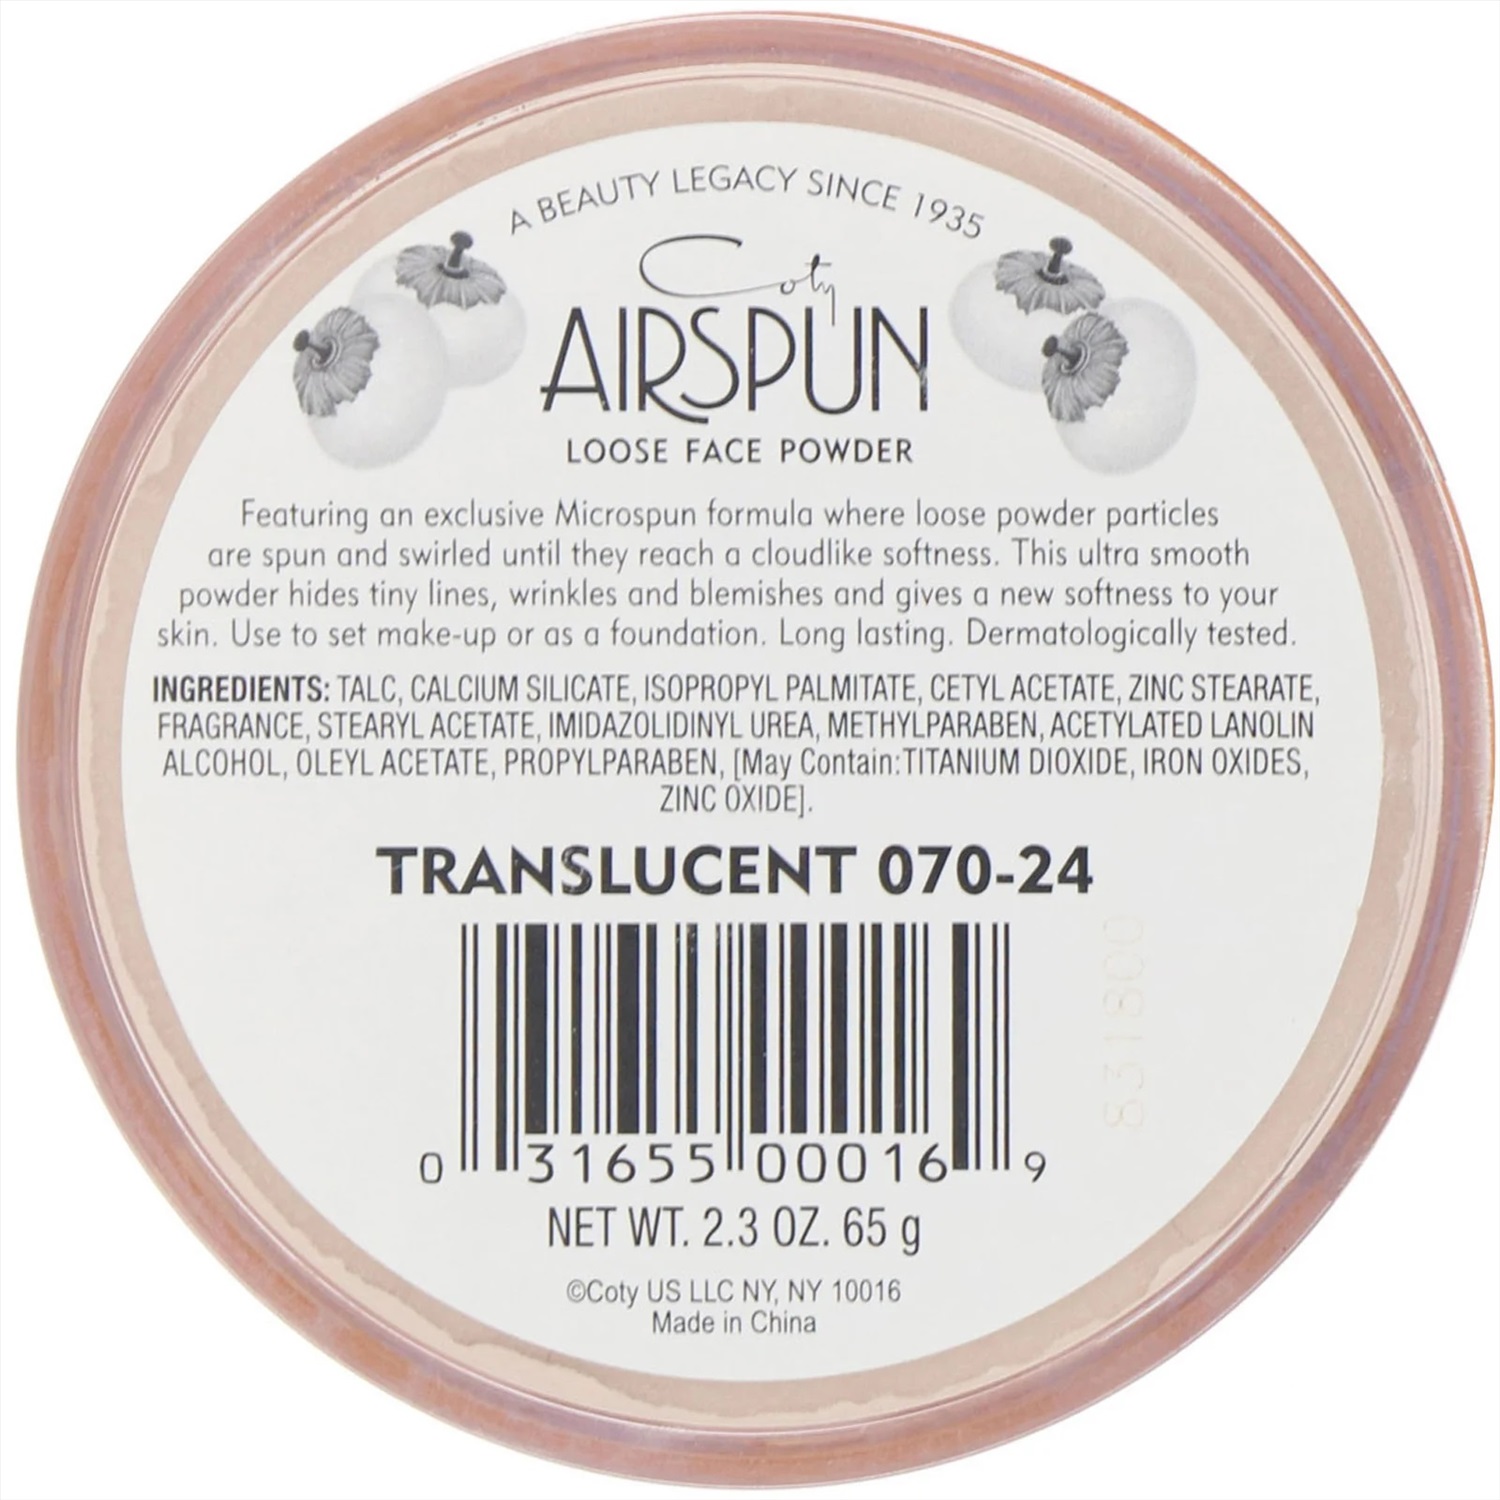 A BEAUTY LEGACY SINCE 1935
Coty
AIRSPUN
LOOSE FACE POWDER
Featuring an exclusive Microspun formula where loose powder particles
are spun and swirled until they reach a cloudlike softness. This ultra smooth
powder hides tiny lines, wrinkles and blemishes and gives a new softness to your
skin. Use to set make-up or as a foundation. Long lasting. Dermatologically tested.
INGREDIENTS: TALC, CALCIUM SILICATE, ISOPROPYL PALMITATE, CETYL ACETATE, ZINC STEARATE,
FRAGRANCE, STEARYL ACETATE, IMIDAZOLIDINYL UREA, METHYLPARABEN, ACETYLATED LANOLIN
ALCOHOL, OLEYL ACETATE, PROPYLPARABEN, [May Contain: TITANIUM DIOXIDE, IRON OXIDES,
ZINC OXIDE].
TRANSLUCENT 070-24
831800
0 31655 00016 9
NET WT. 2.3 OZ. 65 g
©Coty US LLC NY, NY 10016
Made in China